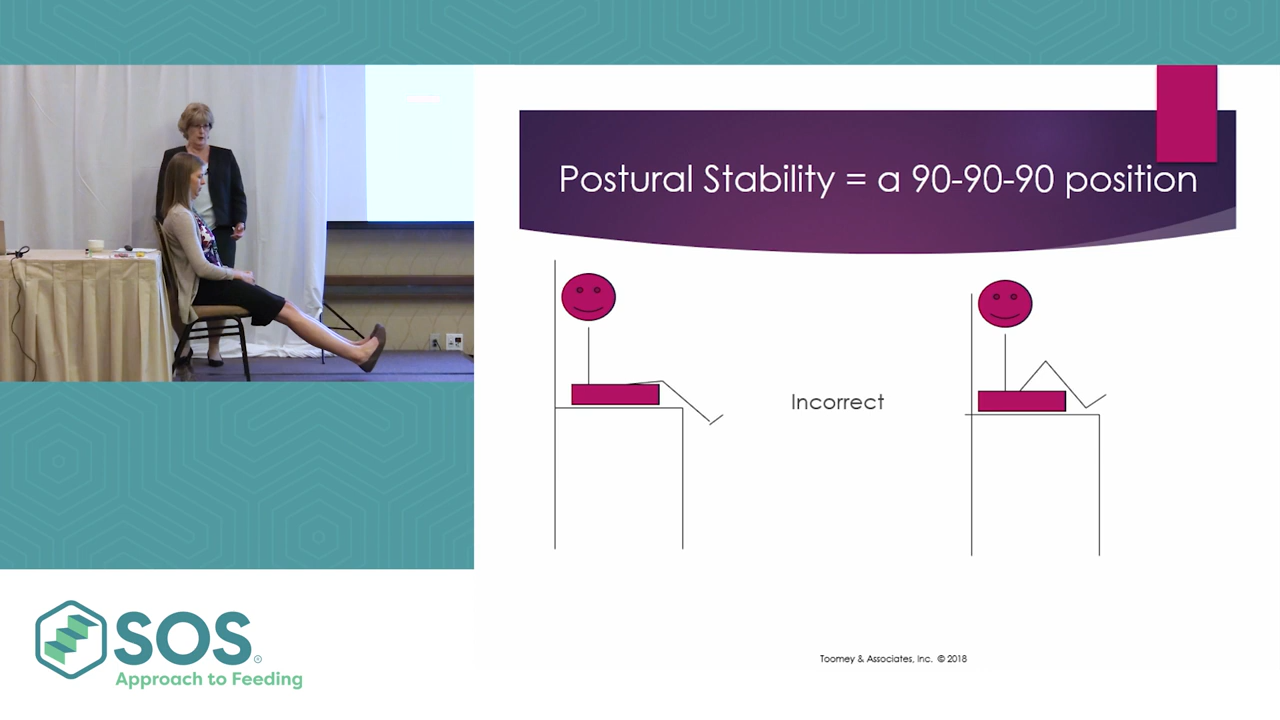 Postural Stability = a 90-90-90 position
Incorrect
SOS®
Approach to Feeding
Toomey & Associates, Inc. © 2018